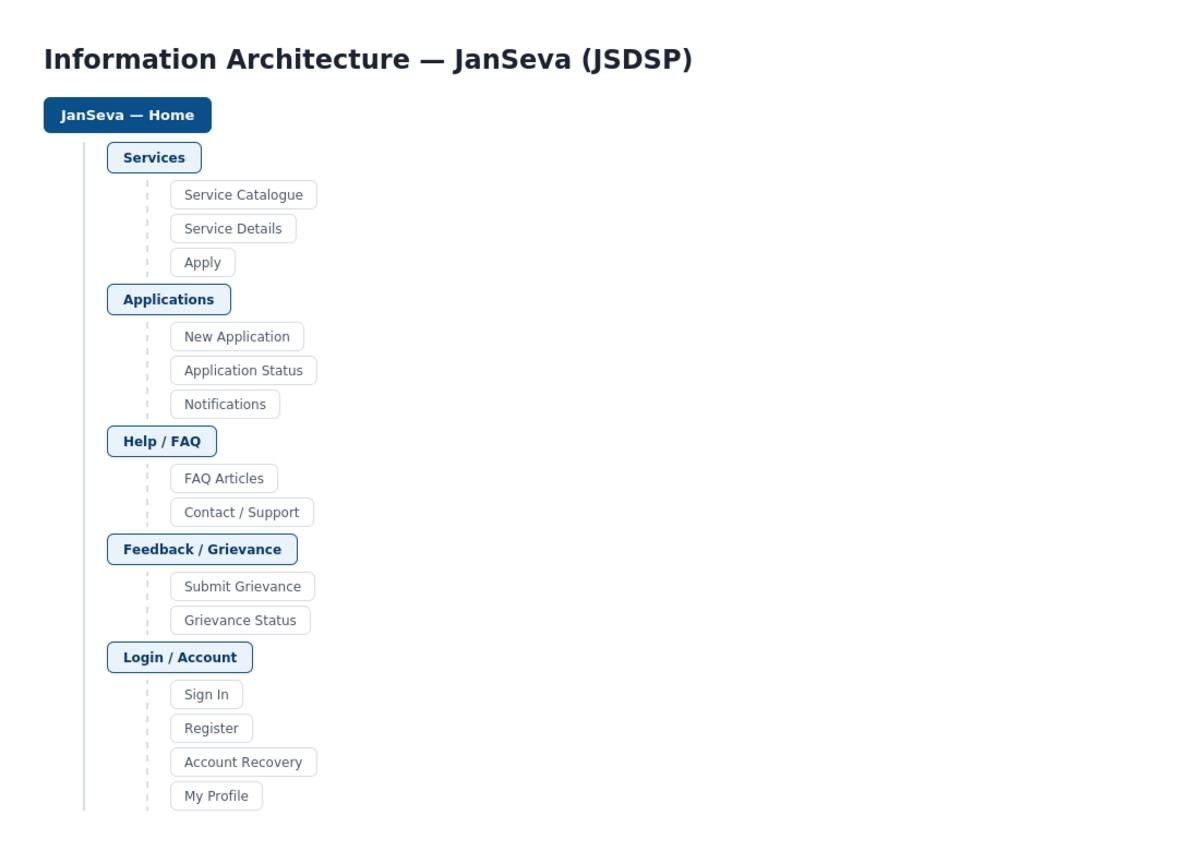 Information Architecture — JanSeva (JSDSP)
JanSeva — Home
Services
Service Catalogue
Service Details
Apply
Applications
New Application
Application Status
Notifications
Help / FAQ
FAQ Articles
Contact / Support
Feedback / Grievance
Submit Grievance
Grievance Status
Login / Account
Sign In
Register
Account Recovery
My Profile